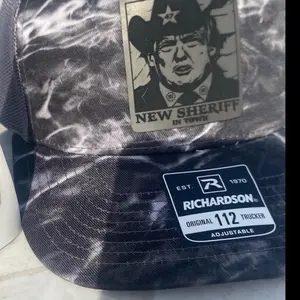 NEW SHERIFF
IN TOWN
EST. R 1970
RICHARDSON®
ORIGINAL 112 TRUCKER
ADJUSTABLE